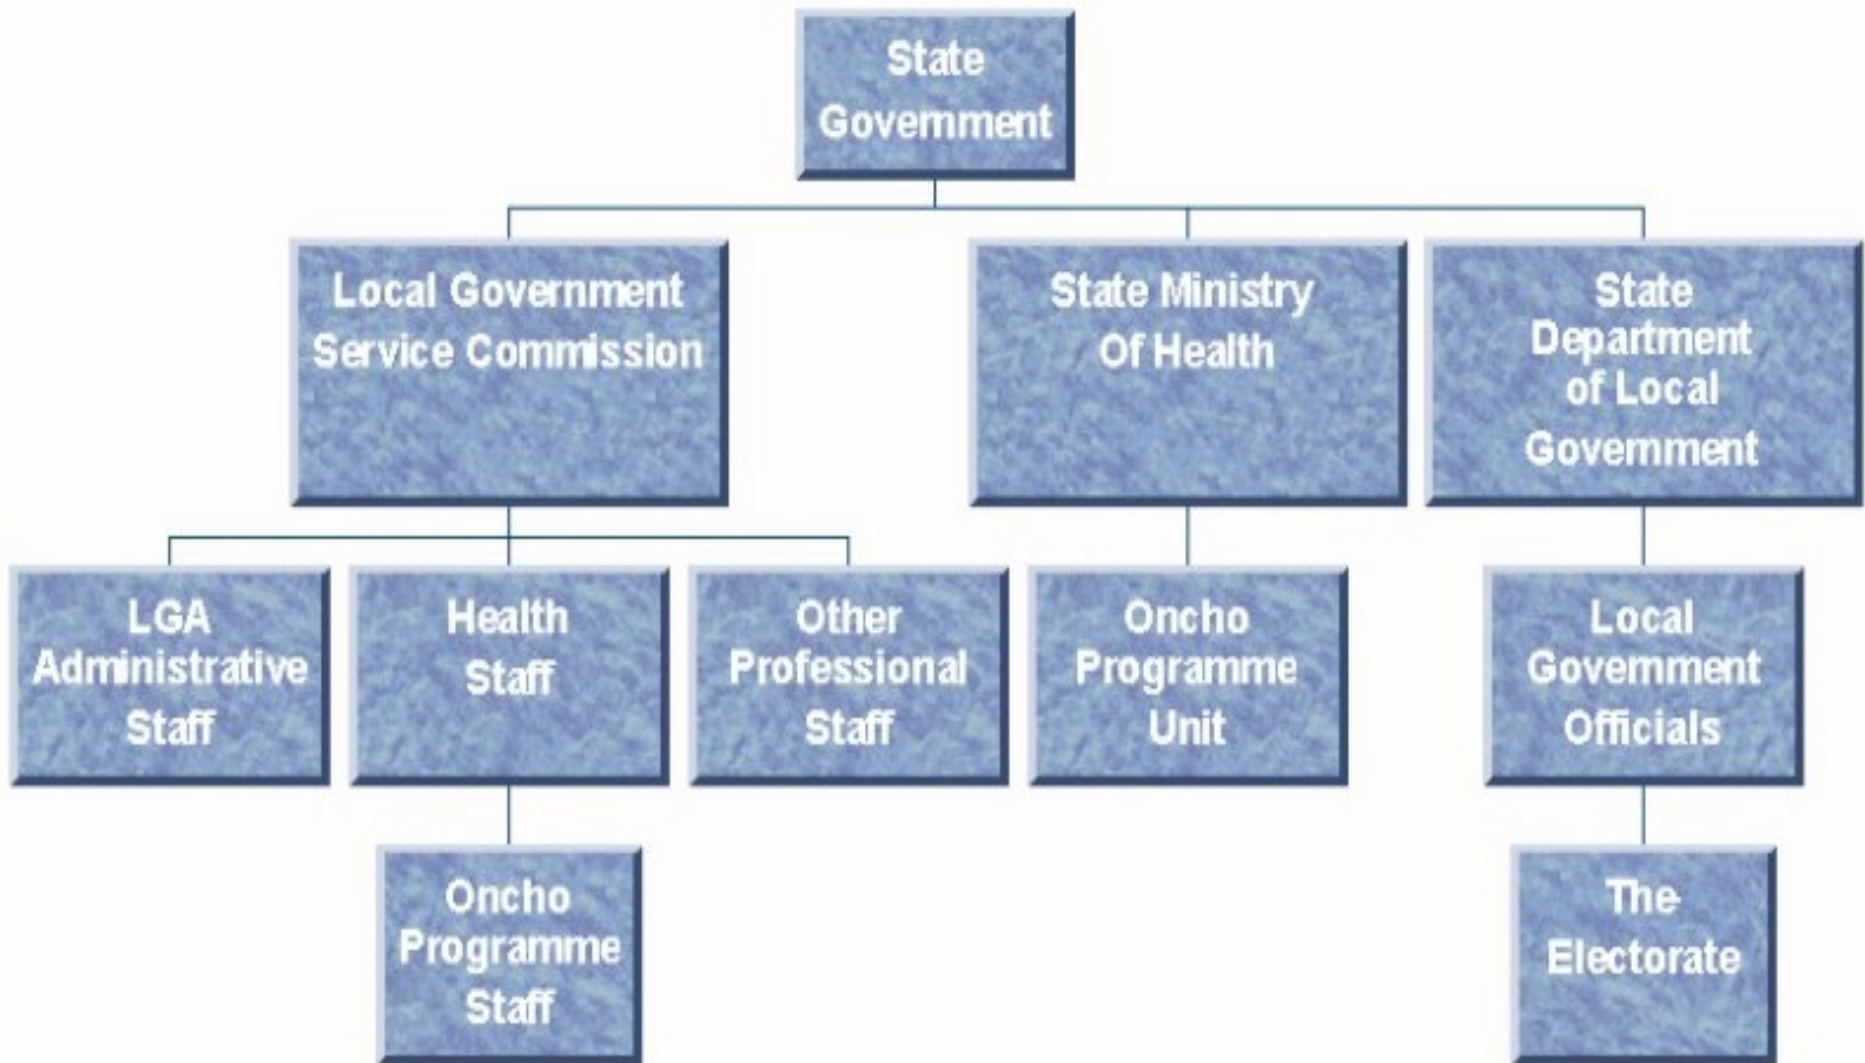 State
Government
Local Government
Service Commission
State Ministry
Of Health
State
Department
of Local
Government
LGA
Administrative
Staff
Health
Staff
Other
Professional
Staff
Oncho
Programme
Unit
Local
Government
Officials
Oncho
Programme
Staff
The
Electorate